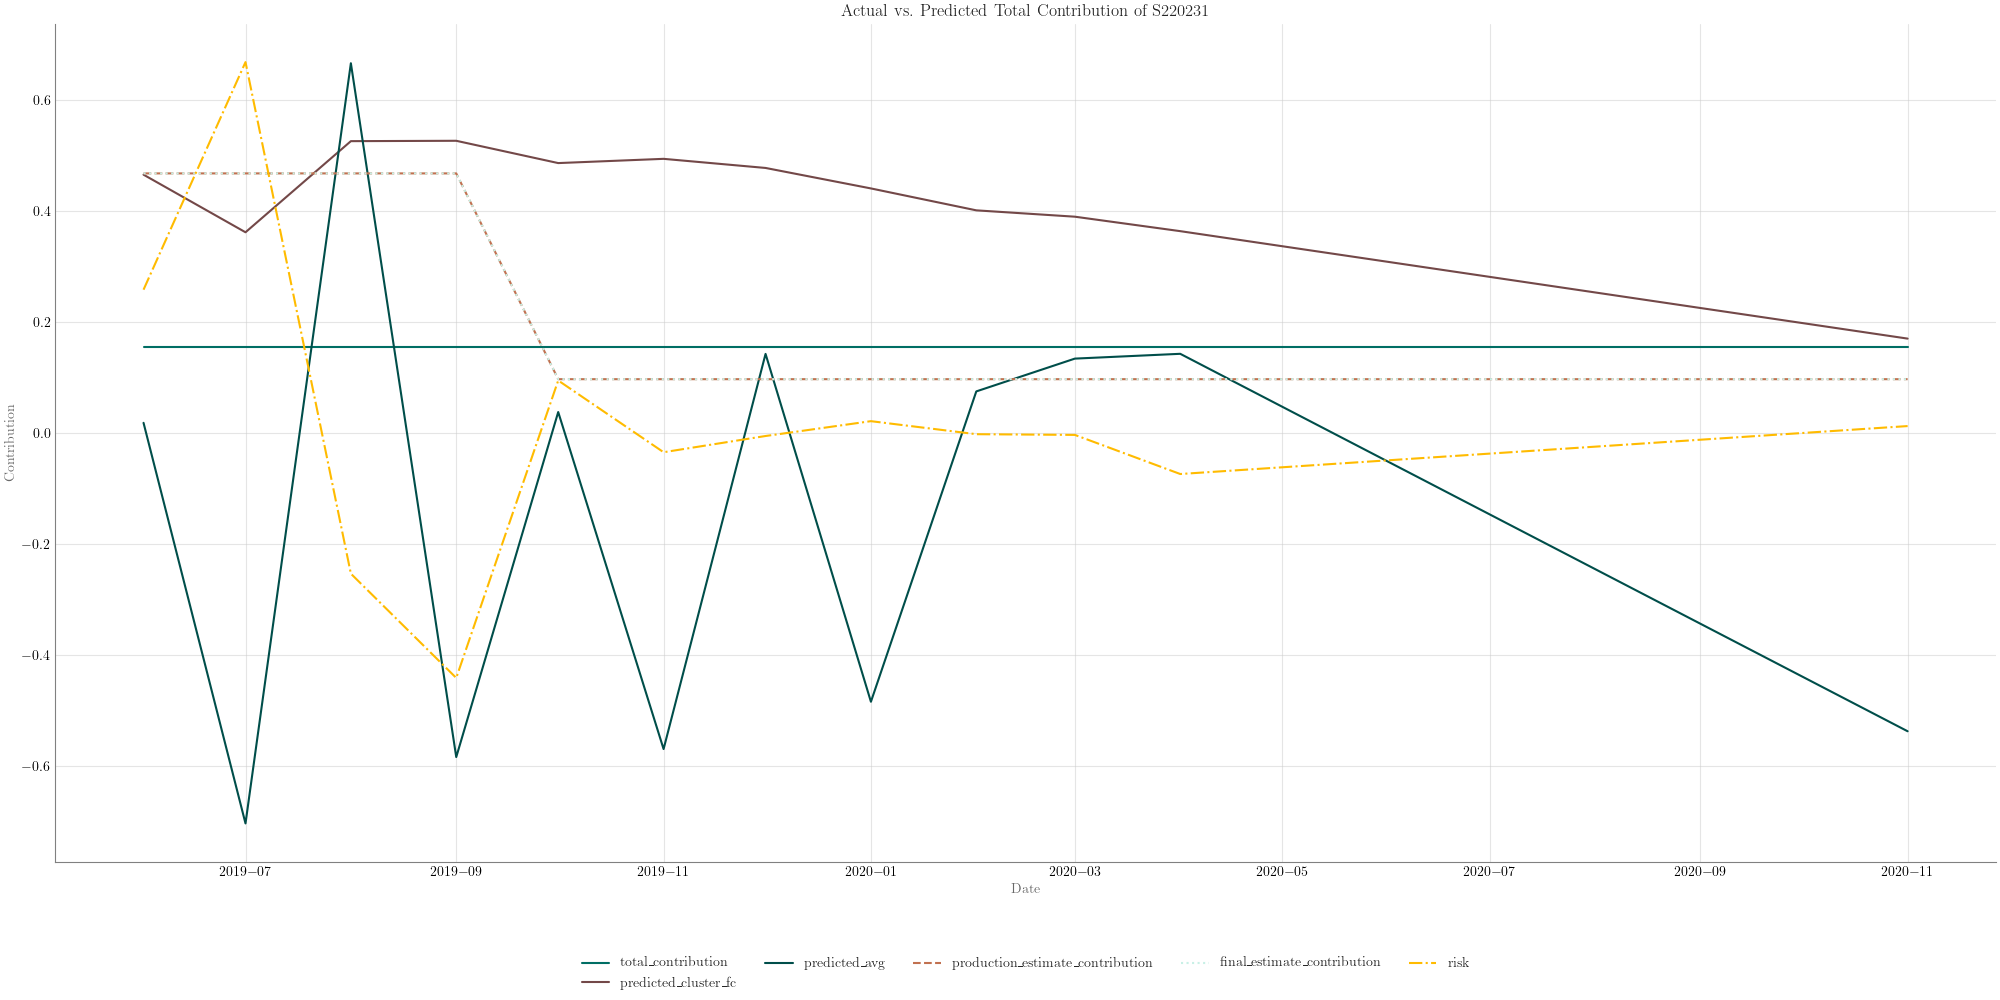 Actual vs. Predicted Total Contribution of S220231
0.6
0.4
0.2
0.0
−0.2
−0.4
−0.6
Contribution
2019−07 2019−09 2019−11 2020−01 2020−03 2020−05 2020−07 2020−09 2020−11
Date
total_contribution predicted_avg production_estimate_contribution final_estimate_contribution risk
predicted_cluster_fc